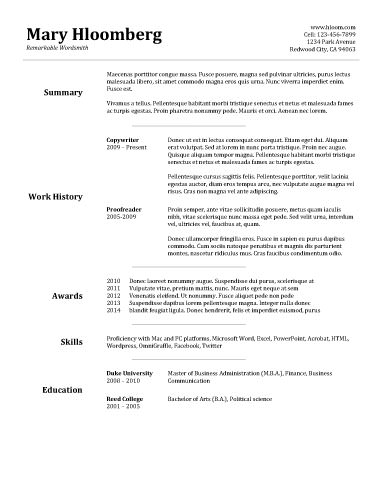 Mary Hloomberg
Remarkable Wordsmith
www.hloom.com
Cell: 123-456-7899
1234 Park Avenue
Redwood City, CA 94063
Summary
Maecenas porttitor congue massa. Fusce posuere, magna sed pulvinar ultricies, purus lectus
malesuada libero, sit amet commodo magna eros quis urna. Nunc viverra imperdiet enim.
Fusce est.
Vivamus a tellus. Pellentesque habitant morbi tristique senectus et netus et malesuada fames
ac turpis egestas. Proin pharetra nonummy pede. Mauris et orci. Aenean nec lorem.
Work History
Copywriter
2009 – Present
Donec ut est in lectus consequat consequat. Etiam eget dui. Aliquam
erat volutpat. Sed at lorem in nunc porta tristique. Proin nec augue.
Quisque aliquam tempor magna. Pellentesque habitant morbi tristique
senectus et netus et malesuada fames ac turpis egestas.
Pellentesque cursus sagittis felis. Pellentesque porttitor, velit lacinia
egestas auctor, diam eros tempus arcu, nec vulputate augue magna vel
risus. Cras non magna vel ante adipiscing.
Proofreader
2005-2009
Proin semper, ante vitae sollicitudin posuere, metus quam iaculis
nibh, vitae scelerisque nunc massa eget pede. Sed velit urna, interdum
vel, ultricies vel, faucibus at, quam.
Donec ullamcorper fringilla eros. Fusce in sapien eu purus dapibus
commodo. Cum sociis natoque penatibus et magnis dis parturient
montes, nascetur ridiculus mus. Cras faucibus condimentum odio.
Awards
2010 Donec laoreet nonummy augue. Suspendisse dui purus, scelerisque at
2011 Vulputate vitae, pretium mattis, nunc. Mauris eget neque at sem
2012 Venenatis eleifend. Ut nonummy. Fusce aliquet pede non pede
2013 Suspendisse dapibus lorem pellentesque magna. Integer nulla donec
2014 blandit feugiat ligula. Donec hendrerit, felis et imperdiet euismod, purus
Skills
Proficiency with Mac and PC platforms, Microsoft Word, Excel, PowerPoint, Acrobat, HTML,
Wordpress, OmniGraffle, Facebook, Twitter
Education
Duke University
2008 – 2010
Master of Business Administration (M.B.A.), Finance, Business
Communication
Reed College
2001 – 2005
Bachelor of Arts (B.A.), Political science